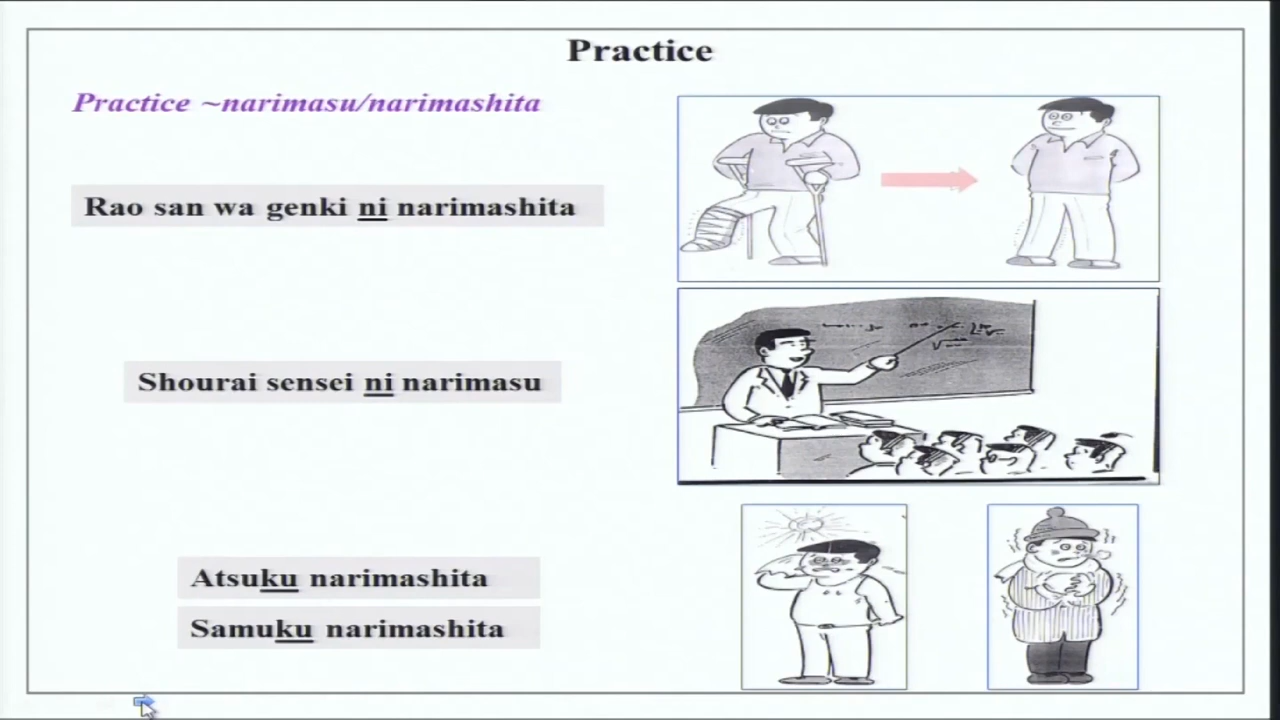 Practice
Practice ~narimasu/narimashita
Rao san wa genki ni narimashita
Shourai sensei ni narimasu
Atsuku narimashita
Samuku narimashita